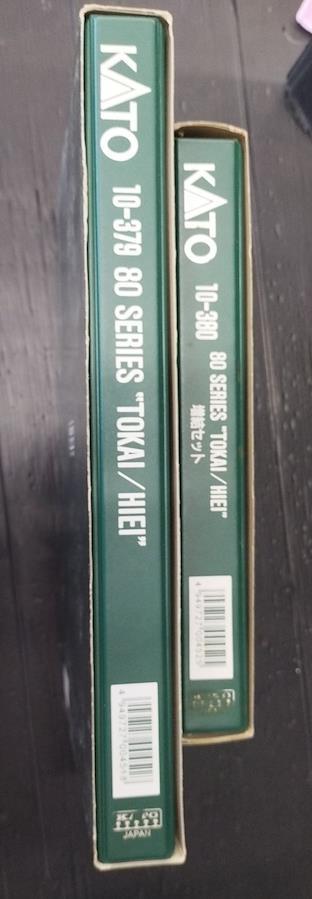 KATO
10-379 80 SERIES "TOKAI/HIEI"
JAPAN
KATO
10-380 80 SERIES "TOKAI/HIEI"
増結セット